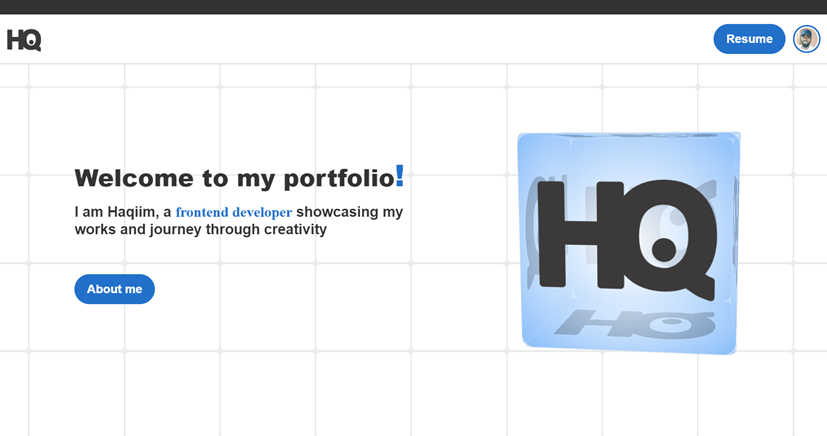 HQ
Resume
Welcome to my portfolio!
I am Haqiim, a frontend developer showcasing my
works and journey through creativity
About me
HQ